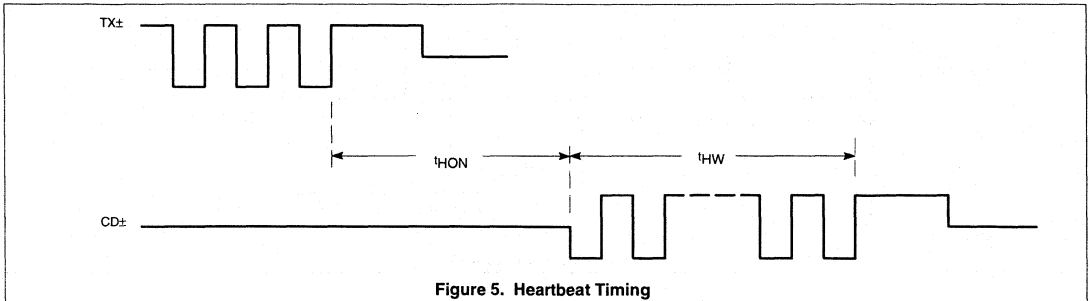 TX±
tHON
tHW
CD±
Figure 5. Heartbeat Timing